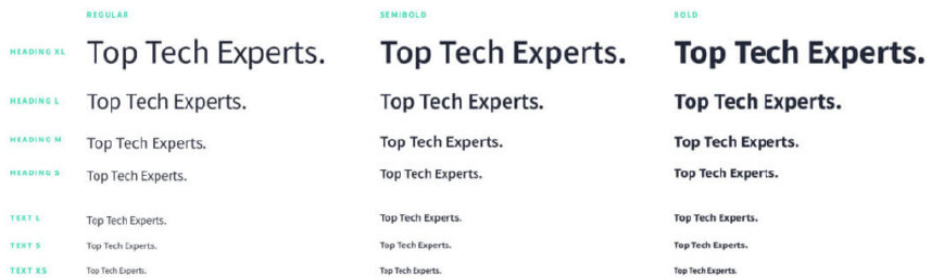 REGULAR SEMIBOLD BOLD
HEADING XL Top Tech Experts. Top Tech Experts. Top Tech Experts.
HEADING L Top Tech Experts. Top Tech Experts. Top Tech Experts.
HEADING M Top Tech Experts. Top Tech Experts. Top Tech Experts.
HEADING S Top Tech Experts. Top Tech Experts. Top Tech Experts.
TEXT L Top Tech Experts. Top Tech Experts. Top Tech Experts.
TEXT S Top Tech Experts. Top Tech Experts. Top Tech Experts.
TEXT XS Top Tech Experts. Top Tech Experts. Top Tech Experts.